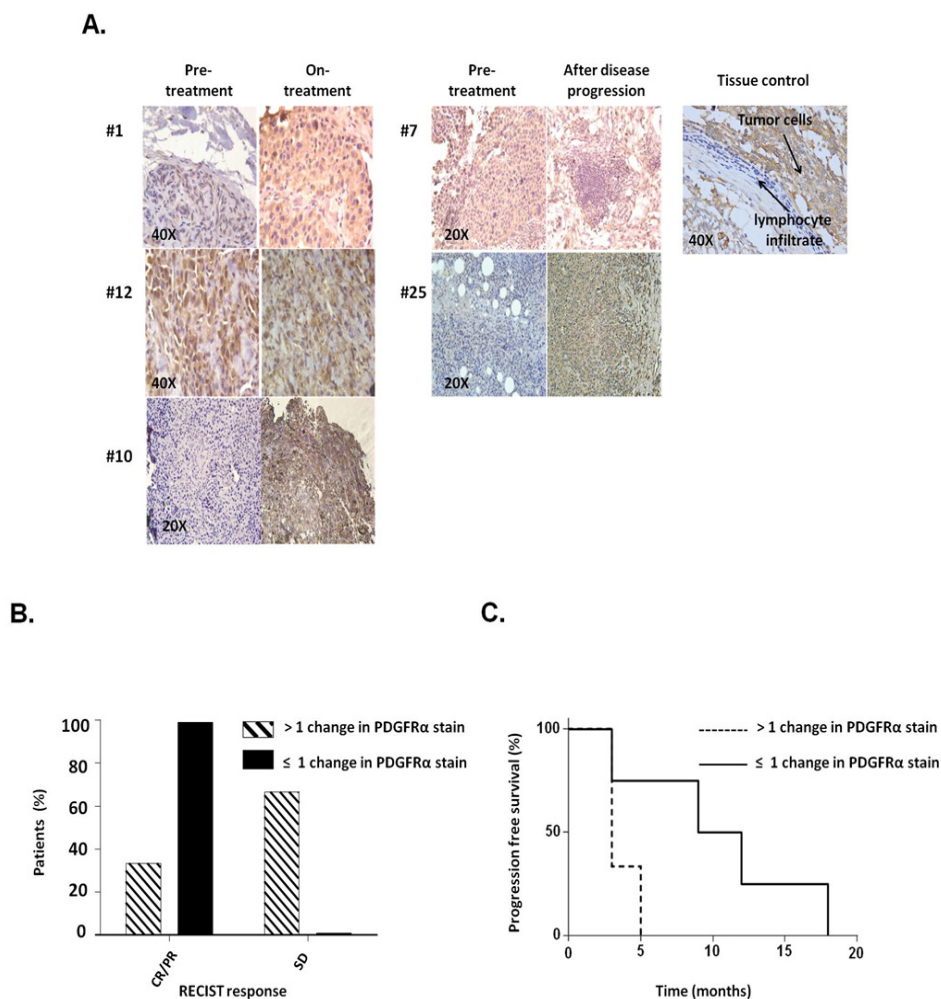 A.
Pre-
treatment
On-
treatment
Pre-
treatment
After disease
progression
Tissue control
#1
40X
#7
20X
Tumor cells
lymphocyte
infiltrate
40X
#12
40X
#25
20X
#10
20X
B.
> 1 change in PDGFRα stain
≤ 1 change in PDGFRα stain
100
80
60
40
20
0
Patients (%)
CR/PR
SD
RECIST response
C.
> 1 change in PDGFRα stain
≤ 1 change in PDGFRα stain
100
50
0
Progression free survival (%)
0
5
10
15
20
Time (months)